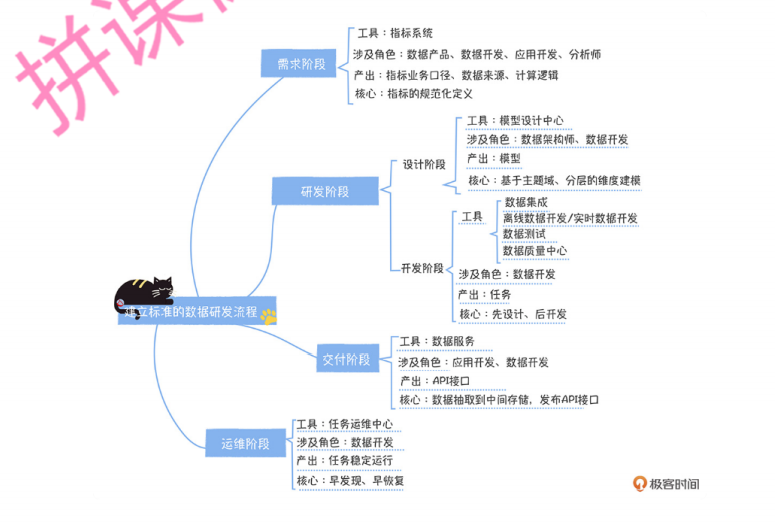 拼课
需求阶段
工具：指标系统
涉及角色：数据产品、数据开发、应用开发、分析师
产出：指标业务口径、数据来源、计算逻辑
核心：指标的规范化定义
研发阶段
设计阶段
工具：模型设计中心
涉及角色：数据架构师、数据开发
产出：模型
核心：基于主题域、分层的维度建模
开发阶段
工具
数据集成
离线数据开发/实时数据开发
数据测试
数据质量中心
涉及角色：数据开发
产出：任务
核心：先设计、后开发
建立标准的数据研发流程
交付阶段
工具：数据服务
涉及角色：应用开发、数据开发
产出：API接口
核心：数据抽取到中间存储，发布API接口
运维阶段
工具：任务运维中心
涉及角色：数据开发
产出：任务稳定运行
核心：早发现、早恢复
极客时间